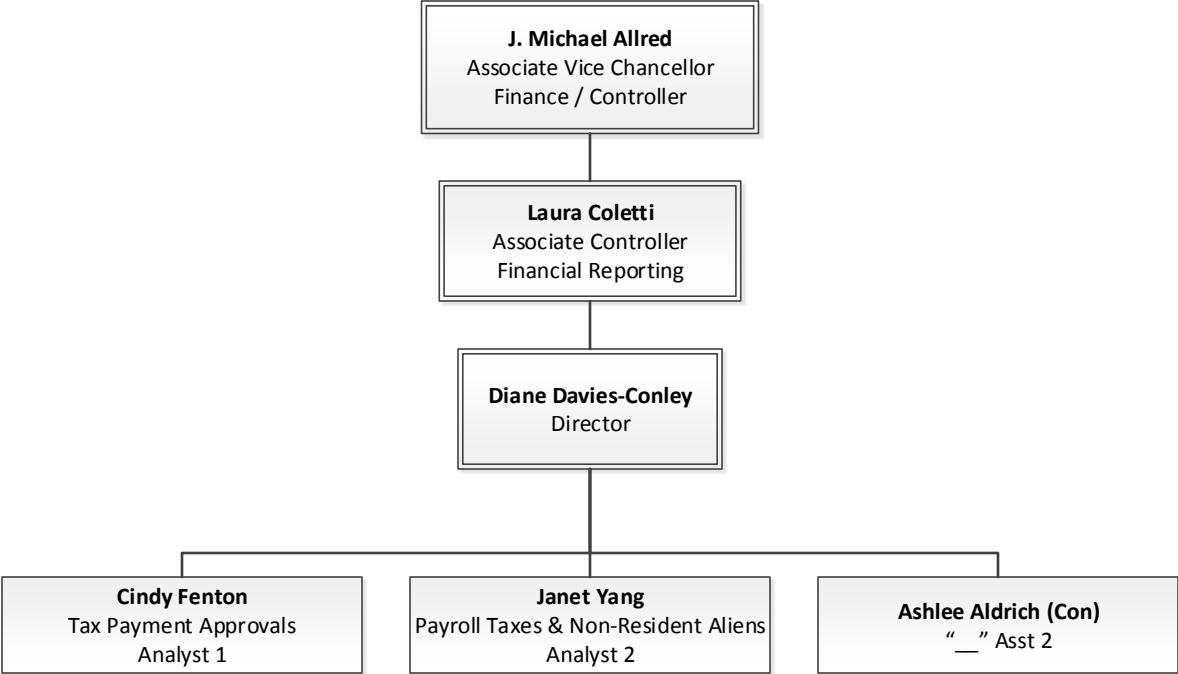 J. Michael Allred
Associate Vice Chancellor
Finance / Controller
Laura Coletti
Associate Controller
Financial Reporting
Diane Davies-Conley
Director
Cindy Fenton
Tax Payment Approvals
Analyst 1
Janet Yang
Payroll Taxes & Non-Resident Aliens
Analyst 2
Ashlee Aldrich (Con)
“__” Asst 2